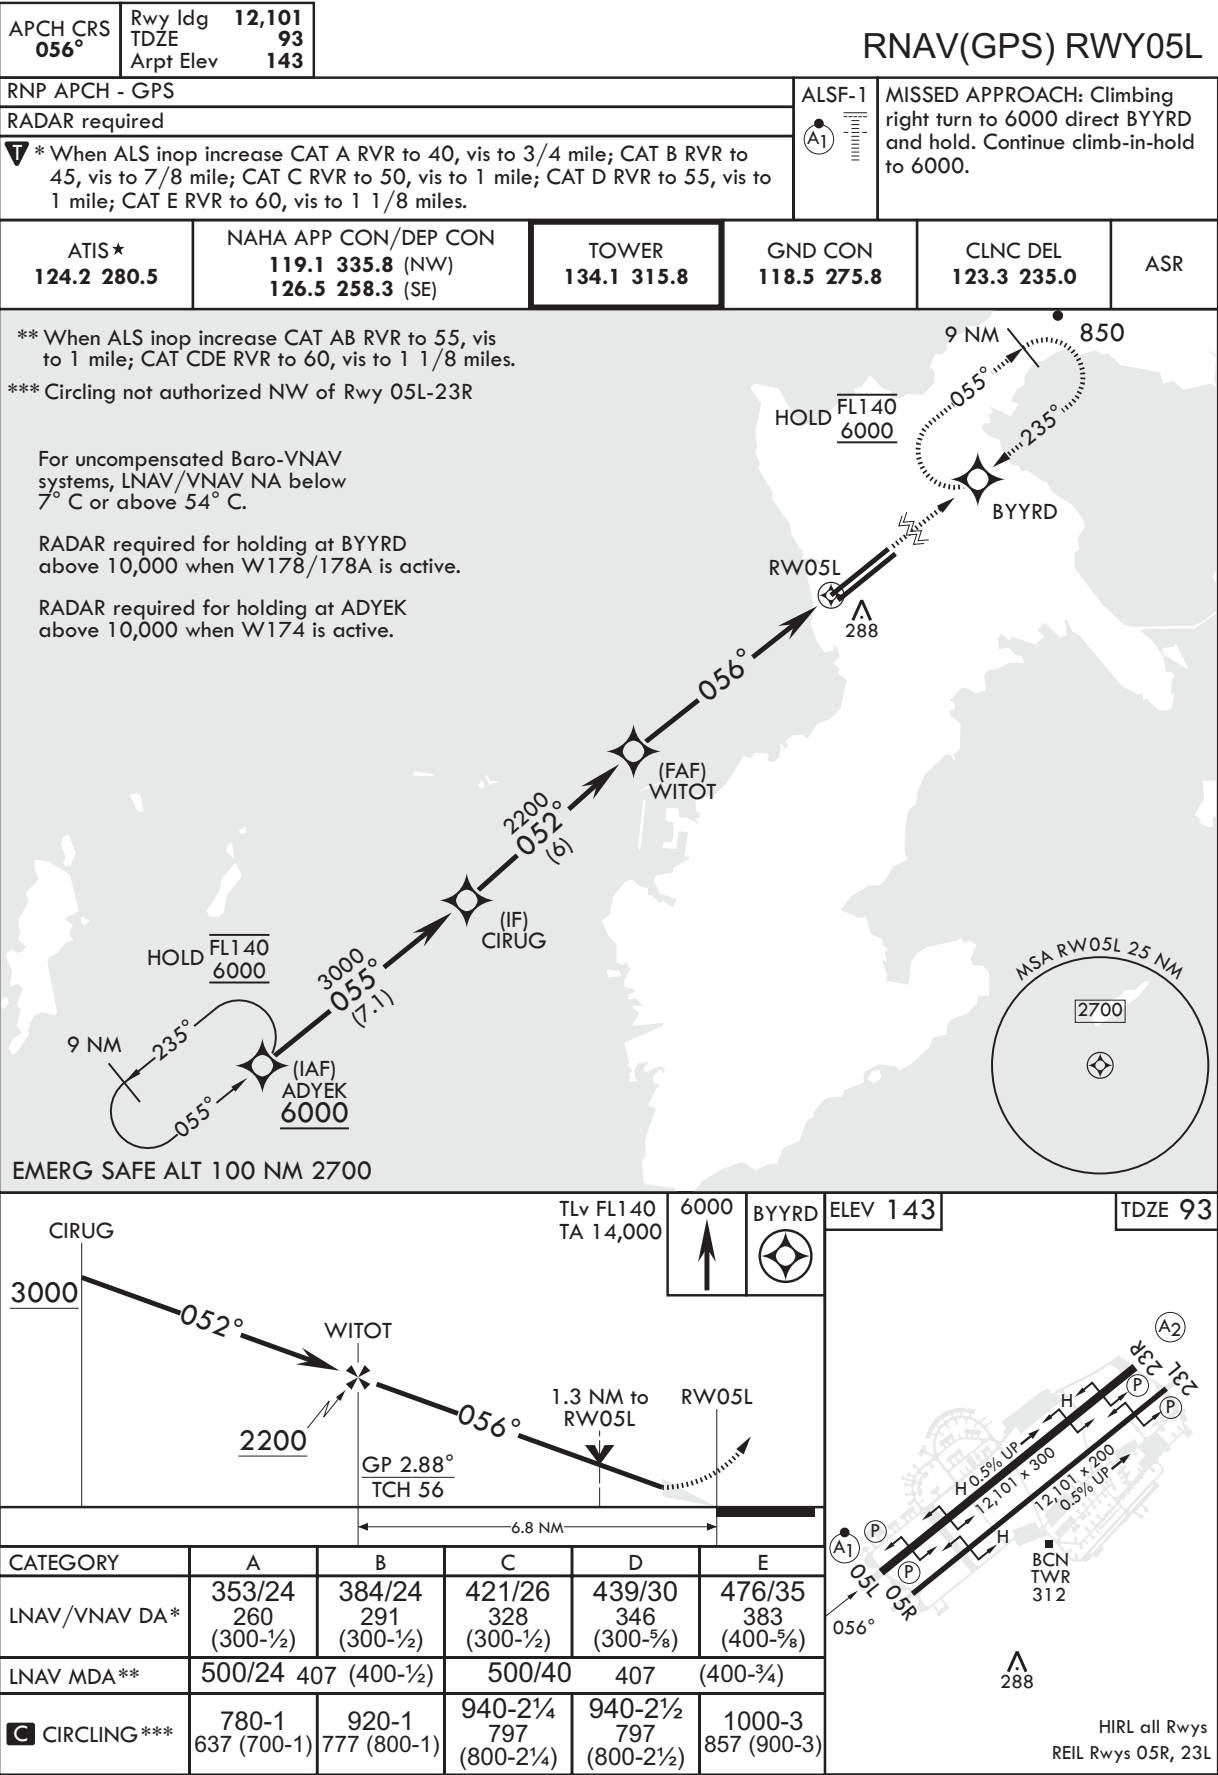 APCH CRS
056°
Rwy ldg 12,101
TDZE 93
Arpt Elev 143
RNAV(GPS) RWY05L
RNP APCH - GPS
RADAR required
T * When ALS inop increase CAT A RVR to 40, vis to 3/4 mile; CAT B RVR to
45, vis to 7/8 mile; CAT C RVR to 50, vis to 1 mile; CAT D RVR to 55, vis to
1 mile; CAT E RVR to 60, vis to 1 1/8 miles.
ALSF-1
A1
MISSED APPROACH: Climbing
right turn to 6000 direct BYYRD
and hold. Continue climb-in-hold
to 6000.
ATIS★
124.2 280.5
NAHA APP CON/DEP CON
119.1 335.8 (NW)
126.5 258.3 (SE)
TOWER
134.1 315.8
GND CON
118.5 275.8
CLNC DEL
123.3 235.0
ASR
** When ALS inop increase CAT AB RVR to 55, vis
to 1 mile; CAT CDE RVR to 60, vis to 1 1/8 miles.
*** Circling not authorized NW of Rwy 05L-23R
For uncompensated Baro-VNAV
systems, LNAV/VNAV NA below
7° C or above 54° C.
RADAR required for holding at BYYRD
above 10,000 when W178/178A is active.
RADAR required for holding at ADYEK
above 10,000 when W174 is active.
9 NM
850
055°
235°
HOLD FL140
6000
BYYRD
RW05L
288
056°
(FAF)
WITOT
2200
052°
(6)
(IF)
CIRUG
HOLD FL140
6000
3000
055°
(7.1)
9 NM
235°
055°
(IAF)
ADYEK
6000
MSA RW05L 25 NM
2700
EMERG SAFE ALT 100 NM 2700
CIRUG
3000
052°
WITOT
2200
056°
GP 2.88°
TCH 56
1.3 NM to
RW05L
RW05L
6.8 NM
TLv FL140
TA 14,000
6000
BYYRD
ELEV 143
TDZE 93
A2
23R
23L
P
P
H
0.5% UP
H
12,101 x 300
12,101 x 200
0.5% UP
H
P
A1
P
05L
05R
056°
BCN
TWR
312
288
HIRL all Rwys
REIL Rwys 05R, 23L
CATEGORY A B C D E
LNAV/VNAV DA* 353/24 260 (300-½) 384/24 291 (300-½) 421/26 328 (300-½) 439/30 346 (300-⅝) 476/35 383 (400-⅝)
LNAV MDA** 500/24 407 (400-½) 500/40 407 (400-¾)
C CIRCLING*** 780-1 637 (700-1) 920-1 777 (800-1) 940-2¼ 797 (800-2¼) 940-2½ 797 (800-2½) 1000-3 857 (900-3)